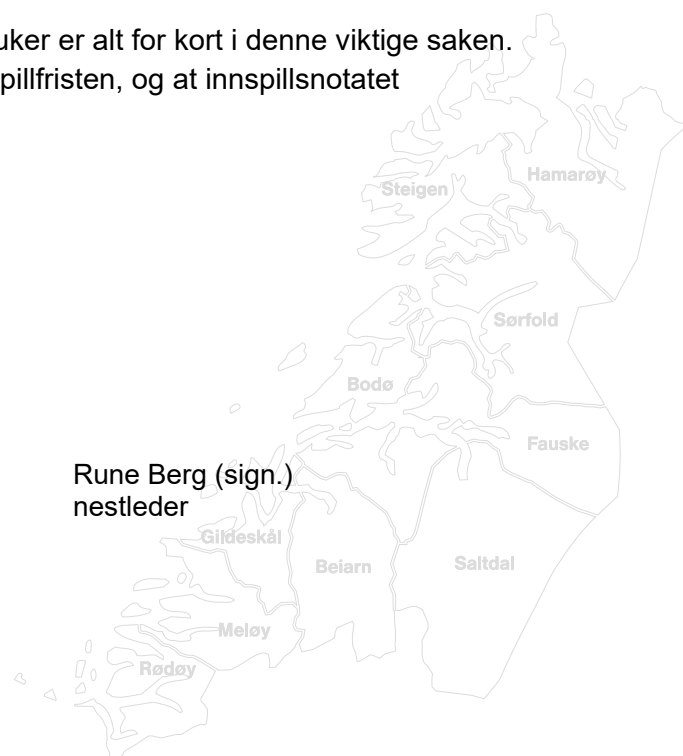 uker er alt for kort i denne viktige saken.
pillfristen, og at innspillsnotatet
Hamarøy
Steigen
Sørfold
Bodø
Fauske
Rune Berg (sign.)
nestleder
Gildeskål
Beiarn
Saltdal
Meløy
Rødøy